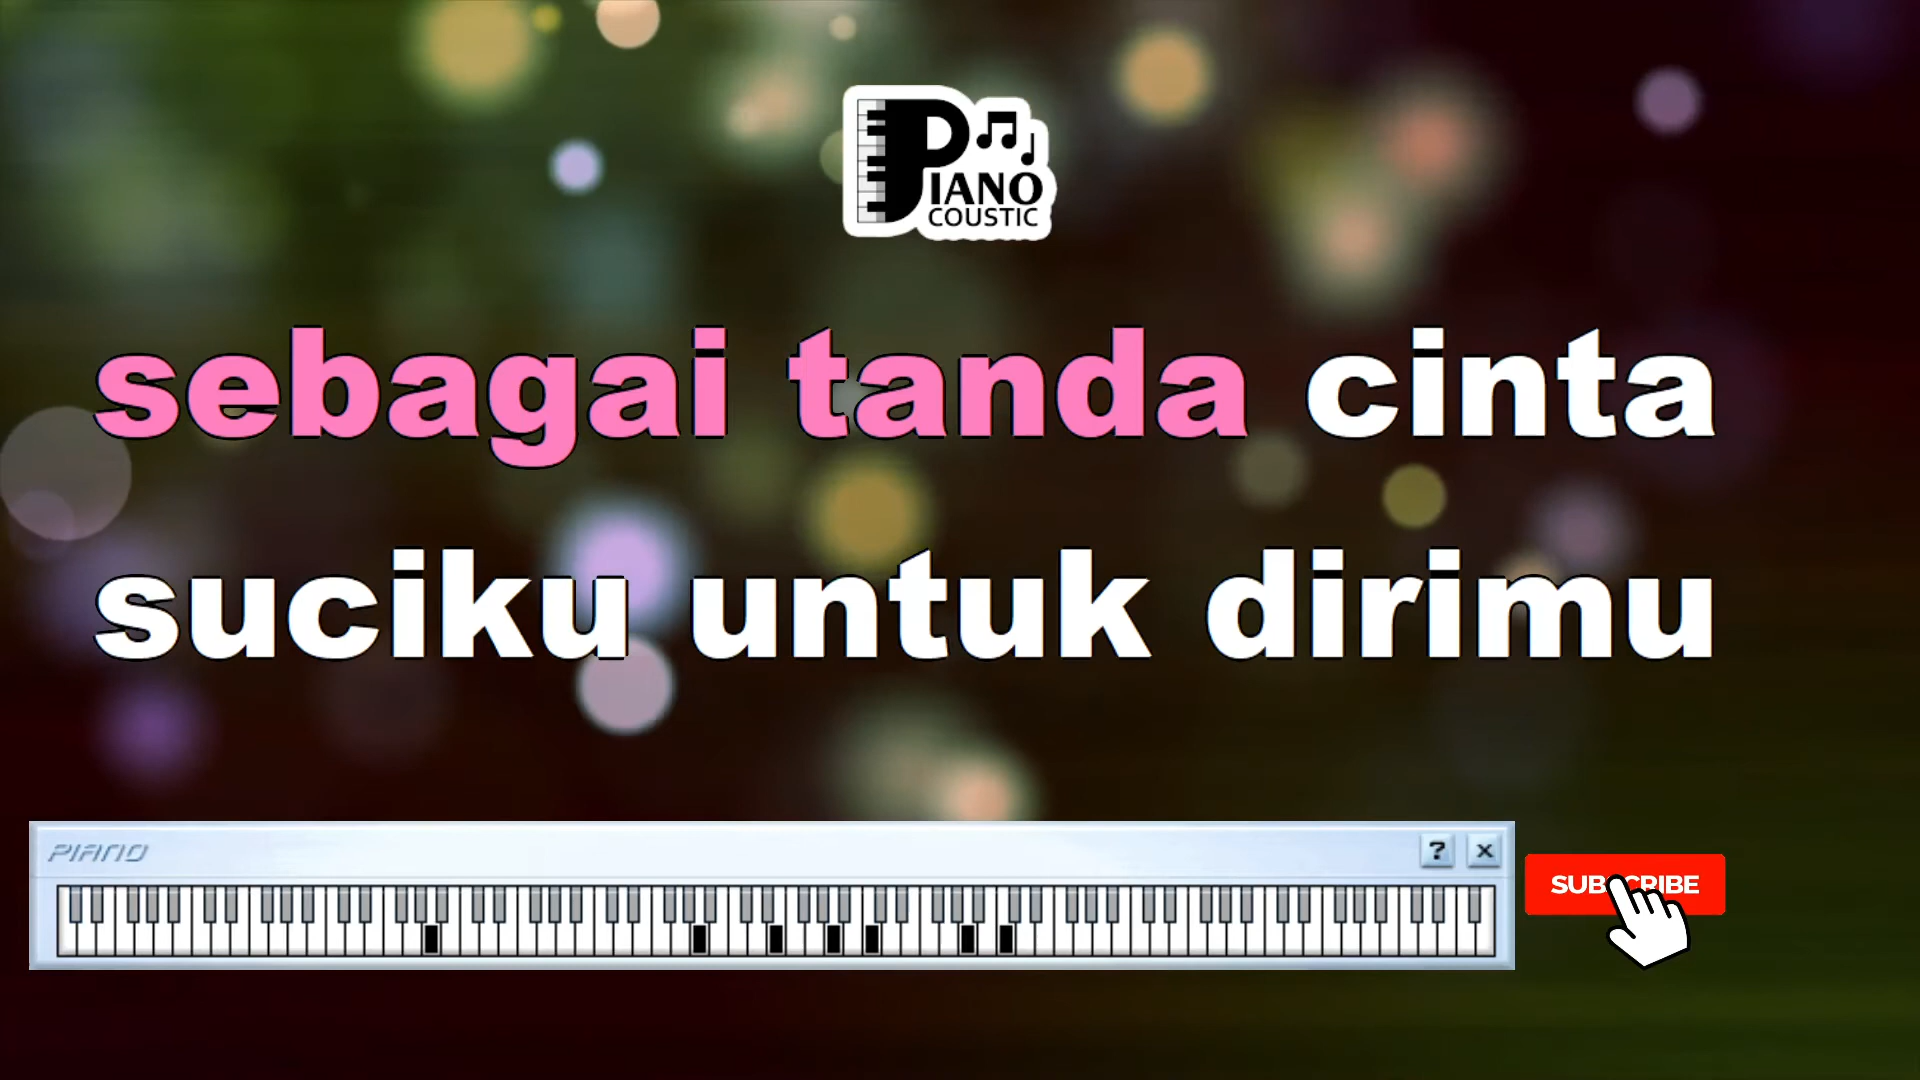 PIANO
COUSTIC
sebagai tanda cinta
suciku untuk dirimu
PIANO
? ×
SUBSCRIBE